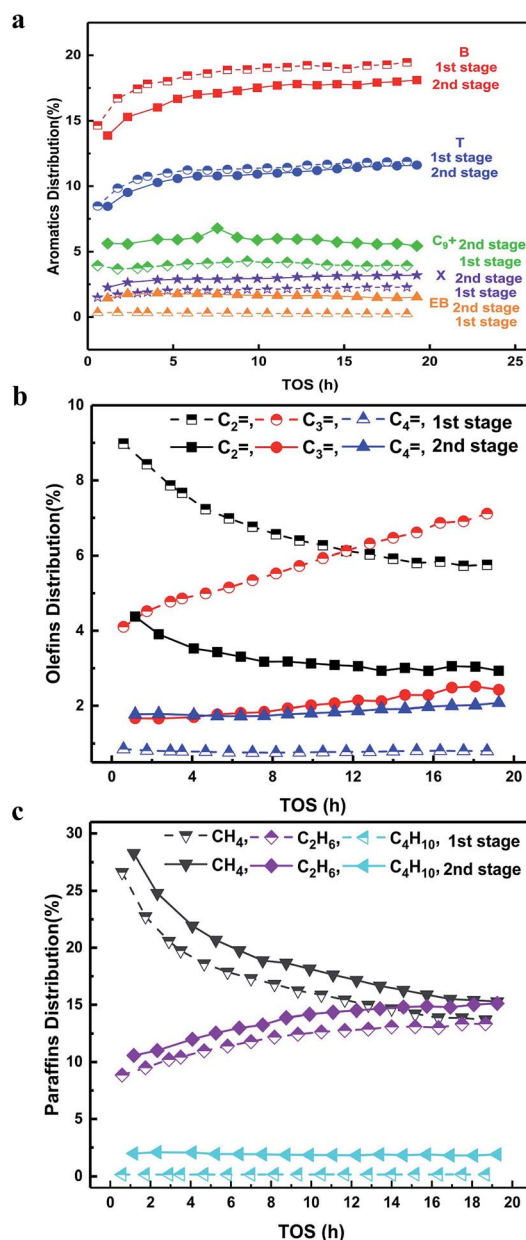 a
Aromatics Distribution(%)
20
15
10
5
0
B
1st stage
2nd stage
T
1st stage
2nd stage
C₉+ 2nd stage
1st stage
X 2nd stage
1st stage
EB 2nd stage
1st stage
0 5 10 15 20 25
TOS (h)
b
Olefins Distribution(%)
10
8
6
4
2
C₂=, C₃=, C₄=, 1st stage
C₂=, C₃=, C₄=, 2nd stage
0 4 8 12 16 20
TOS (h)
c
Paraffins Distribution(%)
30
25
20
15
10
5
0
CH₄, C₂H₆, C₄H₁₀, 1st stage
CH₄, C₂H₆, C₄H₁₀, 2nd stage
0 2 4 6 8 10 12 14 16 18 20
TOS (h)